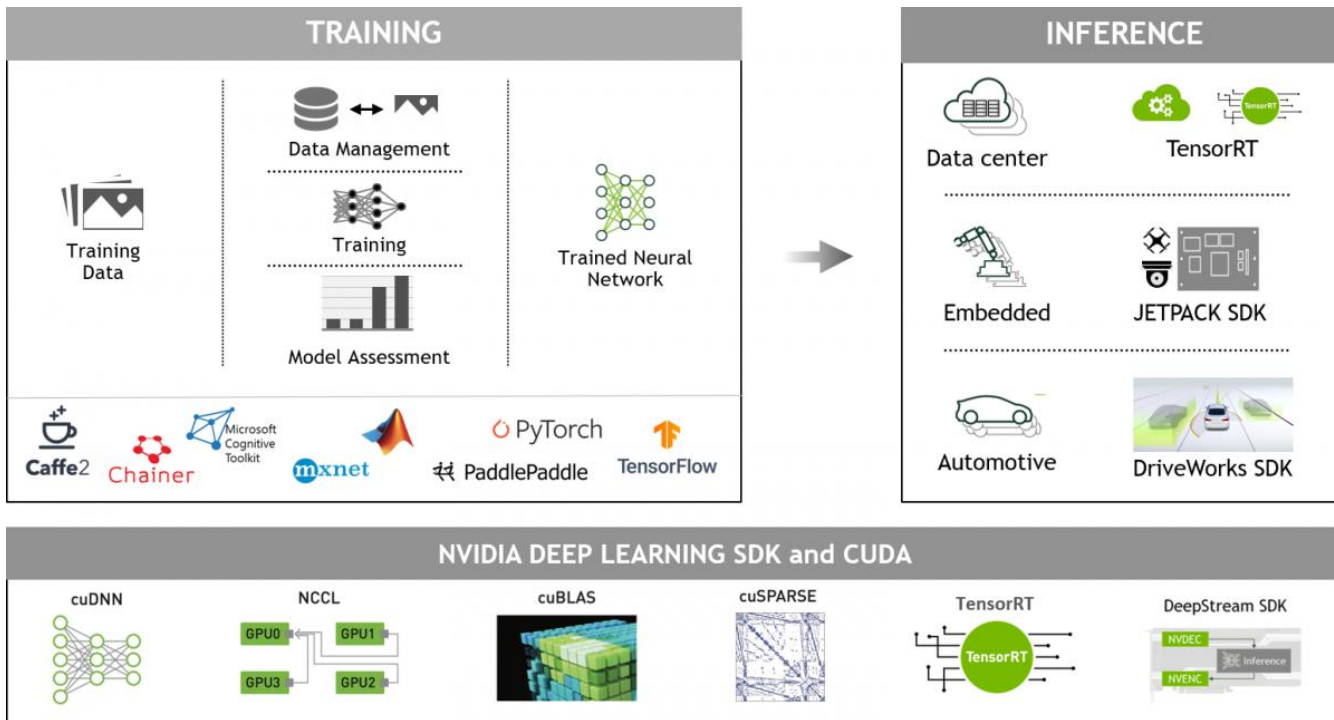 TRAINING
Data Management
Training
Data
Training
Model Assessment
Trained Neural
Network
Caffe2
Chainer
Microsoft
Cognitive
Toolkit
mxnet
PyTorch
PaddlePaddle
TensorFlow
INFERENCE
Data center
TensorRT
TensorRT
Embedded
JETPACK SDK
Automotive
DriveWorks SDK
NVIDIA DEEP LEARNING SDK and CUDA
cuDNN
NCCL
GPU0
GPU1
GPU3
GPU2
cuBLAS
cuSPARSE
TensorRT
TensorRT
DeepStream SDK
NVDEC
Inference
NVENC